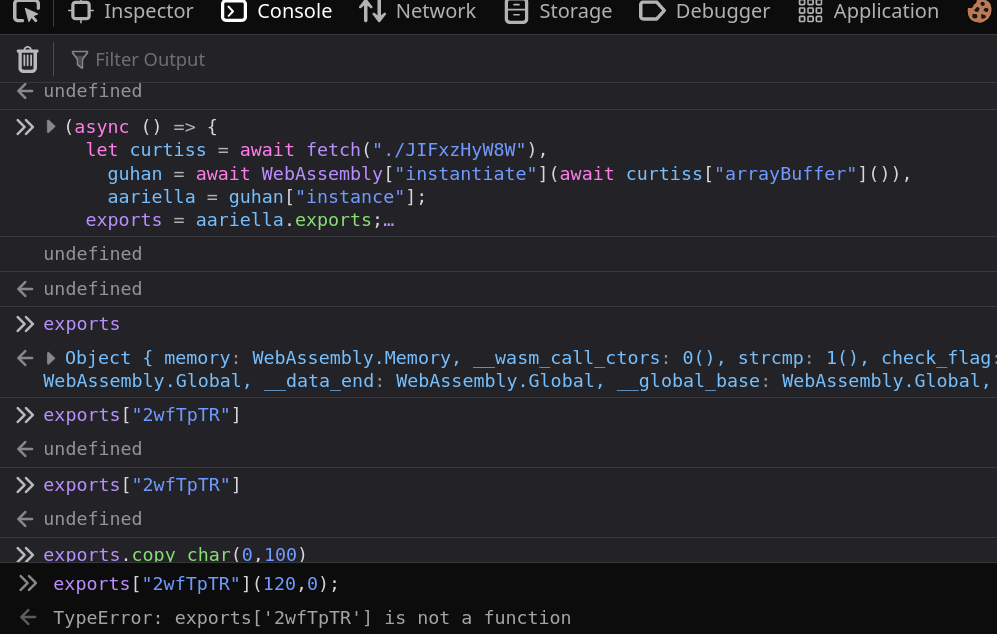 Inspector Console Network Storage Debugger Application
Filter Output
undefined
(async () => {
let curtiss = await fetch("./JIFxzHyW8W"),
guhan = await WebAssembly["instantiate"](await curtiss["arrayBuffer"]()),
aariella = guhan["instance"];
exports = aariella.exports;…
undefined
undefined
exports
Object { memory: WebAssembly.Memory, __wasm_call_ctors: 0(), strcmp: 1(), check_flag:
WebAssembly.Global, __data_end: WebAssembly.Global, __global_base: WebAssembly.Global,
exports["2wfTpTR"]
undefined
exports["2wfTpTR"]
undefined
exports.copy_char(0,100)
exports["2wfTpTR"](120,0);
TypeError: exports['2wfTpTR'] is not a function